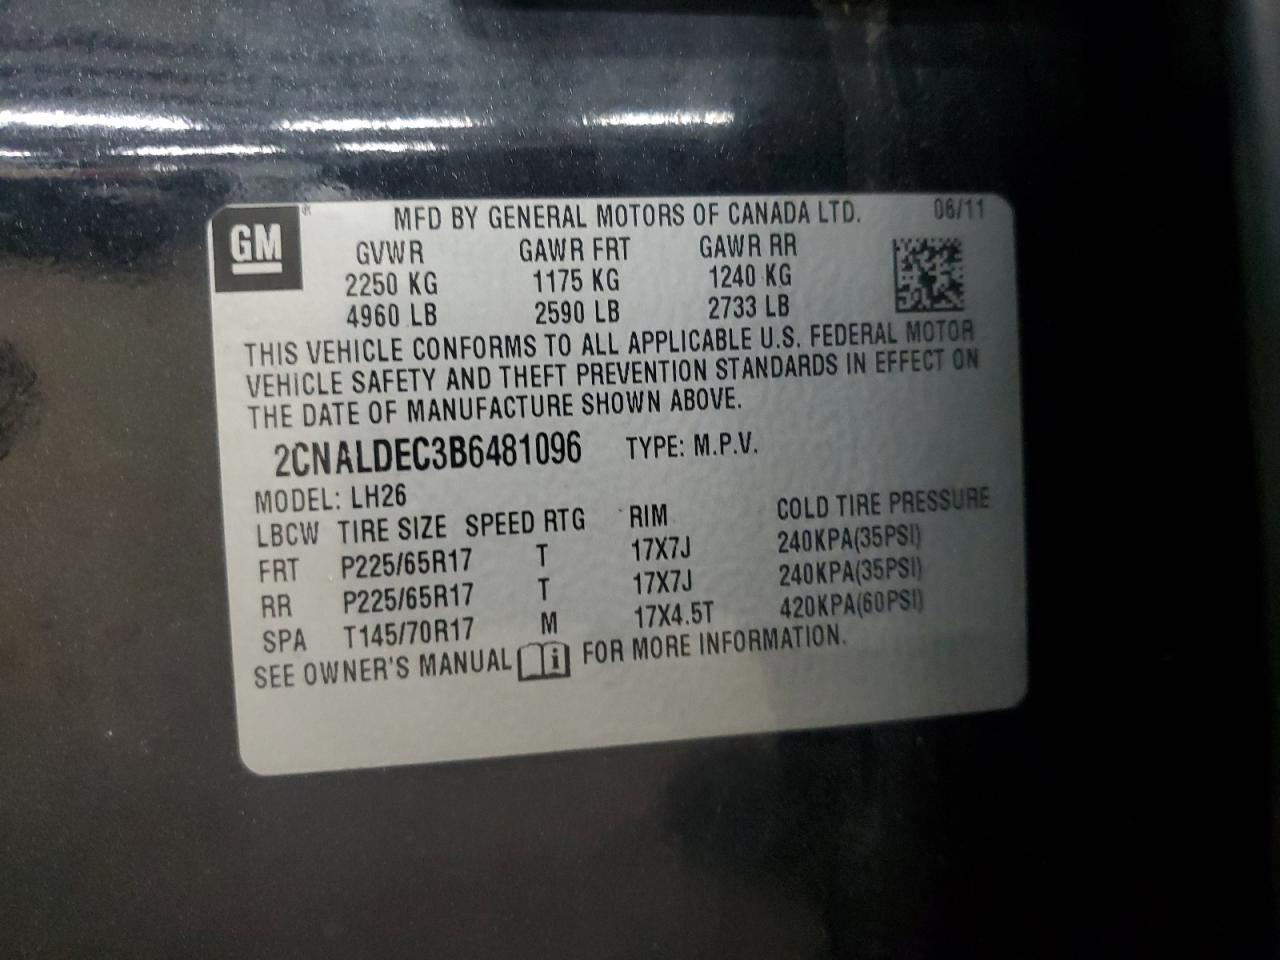 GM ® MFD BY GENERAL MOTORS OF CANADA LTD. 06/11
GVWR GAWR FRT GAWR RR
2250 KG 1175 KG 1240 KG
4960 LB 2590 LB 2733 LB
THIS VEHICLE CONFORMS TO ALL APPLICABLE U.S. FEDERAL MOTOR
VEHICLE SAFETY AND THEFT PREVENTION STANDARDS IN EFFECT ON
THE DATE OF MANUFACTURE SHOWN ABOVE.
2CNALDEC3B6481096 TYPE: M.P.V.
MODEL: LH26
LBCW TIRE SIZE SPEED RTG RIM COLD TIRE PRESSURE
FRT P225/65R17 T 17X7J 240KPA(35PSI)
RR P225/65R17 T 17X7J 240KPA(35PSI)
SPA T145/70R17 M 17X4.5T 420KPA(60PSI)
SEE OWNER'S MANUAL i FOR MORE INFORMATION.